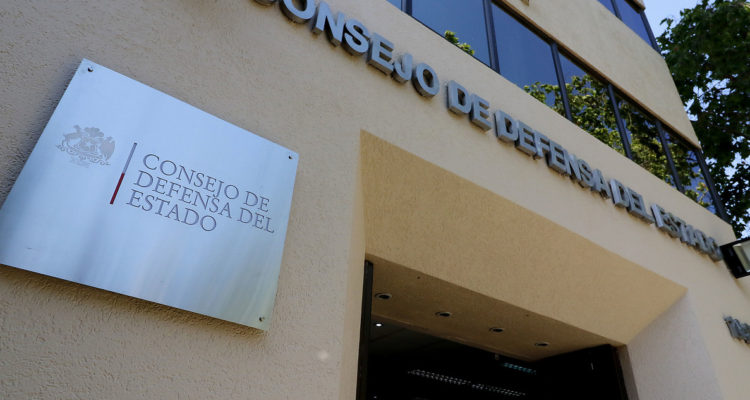 CONSEJO DE DEFENSA DEL ESTADO
CONSEJO DE
DEFENSA DEL
ESTADO